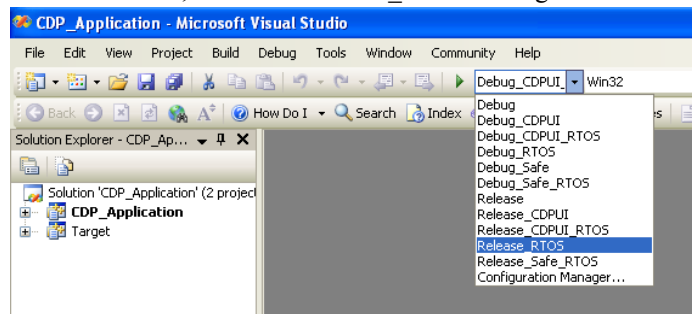 CDP_Application - Microsoft Visual Studio
File Edit View Project Build Debug Tools Window Community Help
Debug_CDPUI_ Win32
Back How Do I Search Index
Solution Explorer - CDP_Ap...
Debug
Debug_CDPUI
Debug_CDPUI_RTOS
Debug_RTOS
Debug_Safe
Debug_Safe_RTOS
Release
Release_CDPUI
Release_CDPUI_RTOS
Release_RTOS
Release_Safe_RTOS
Configuration Manager...
Solution 'CDP_Application' (2 project
CDP_Application
Target